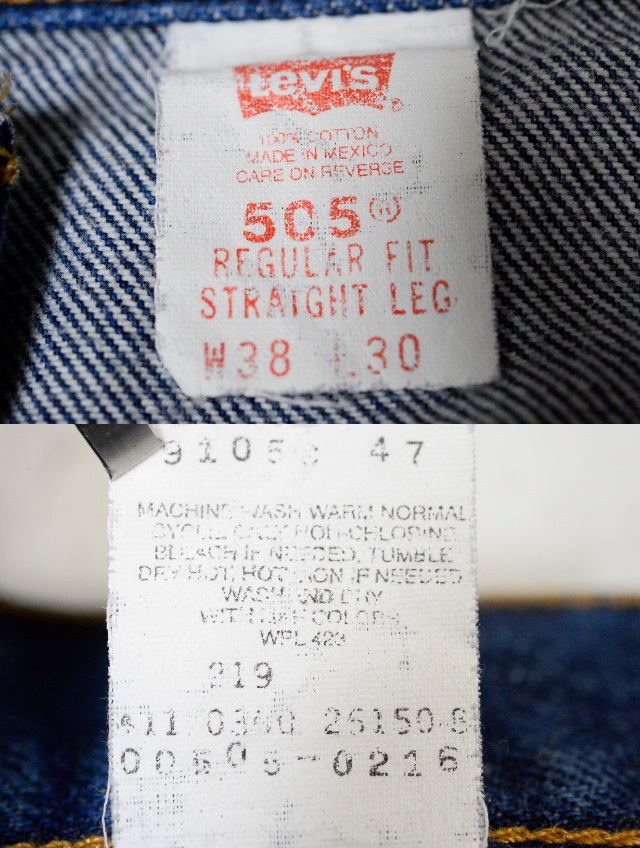 Levi's ®
100% COTTON
MADE IN MEXICO
CARE ON REVERSE
505®
REGULAR FIT
STRAIGHT LEG
W38 L30
47
MACHINE WASH WARM NORMAL
CYCLE ONLY NON-CHLORINE
BLEACH IF NEEDED, TUMBLE
DRY HOT, HOT IRON IF NEEDED
WASH AND DRY
WITH LIKE COLORS
WPL 423
219
00505-0216